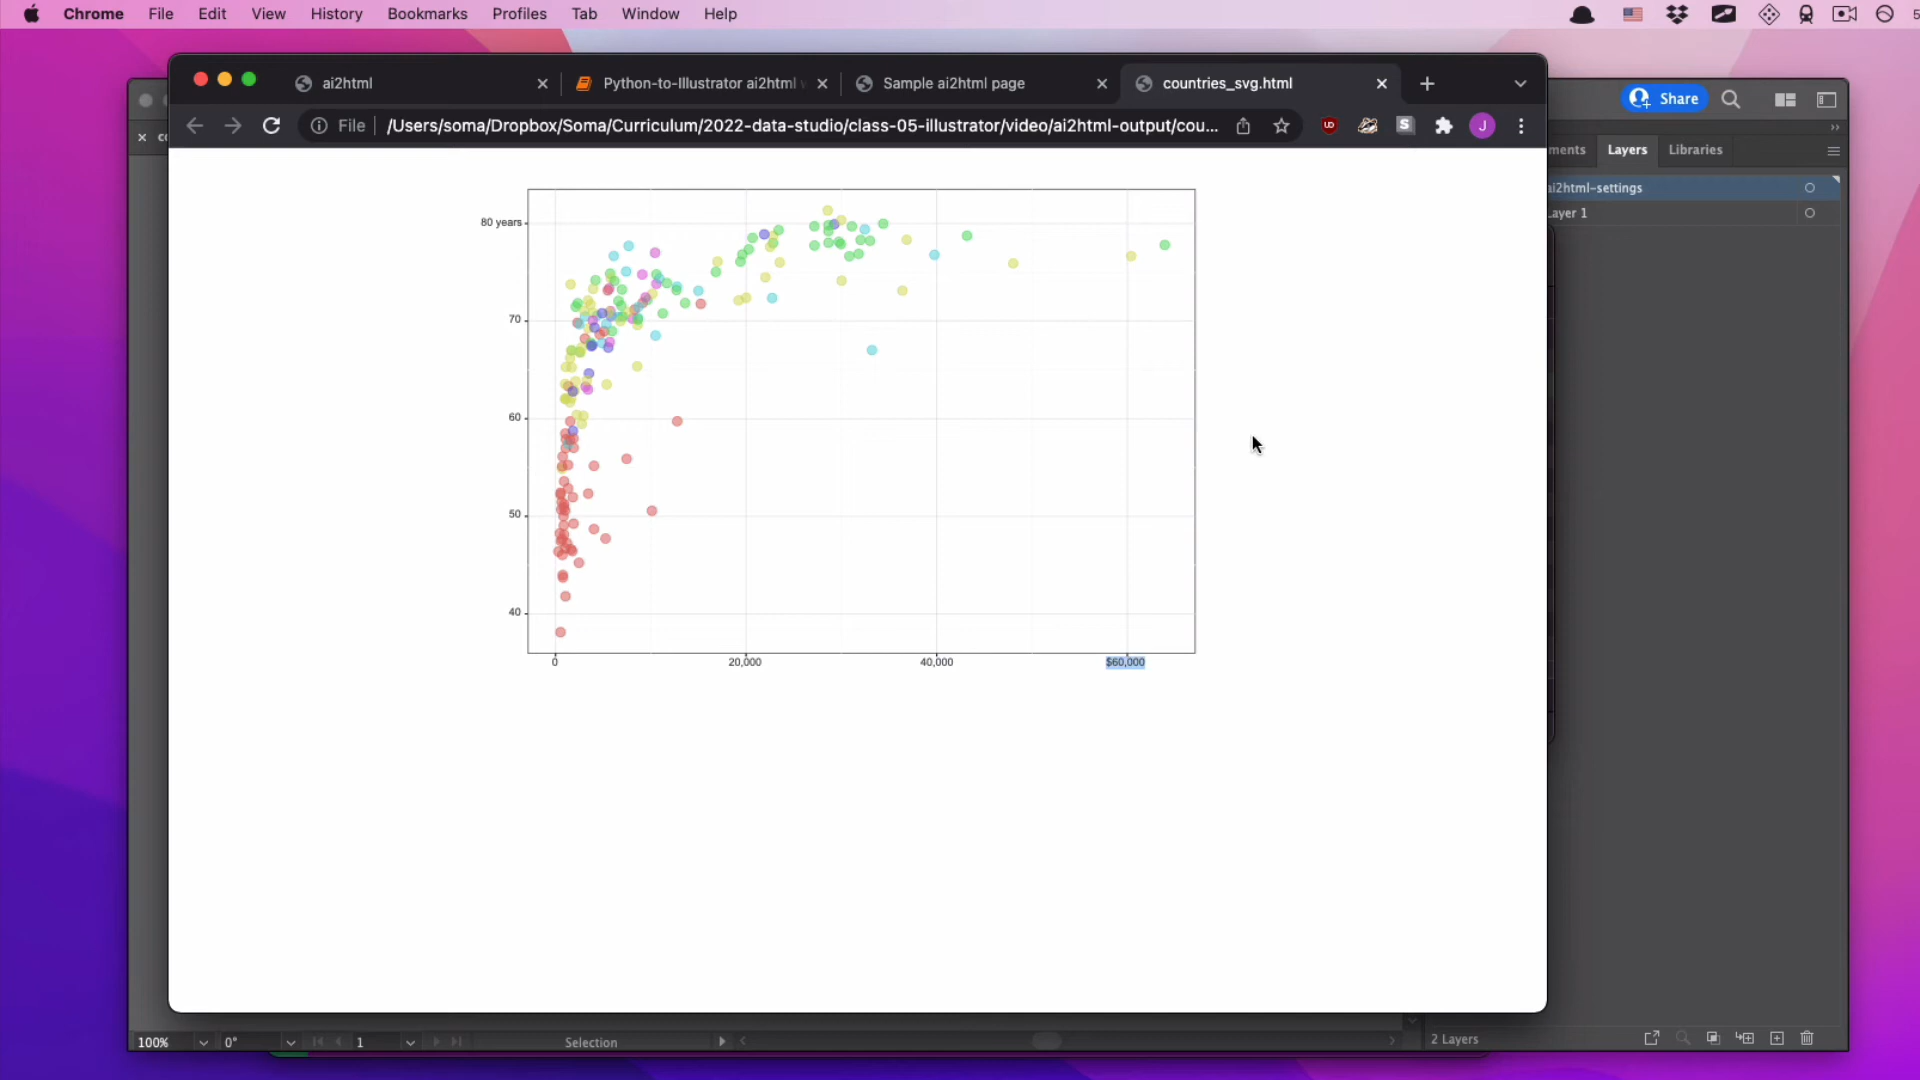 Chrome File Edit View History Bookmarks Profiles Tab Window Help
ai2html Python-to-Illustrator ai2html Sample ai2html page countries_svg.html
File /Users/soma/Dropbox/Soma/Curriculum/2022-data-studio/class-05-illustrator/video/ai2html-output/cou... S J
Share
Layers Libraries
ai2html-settings
Layer 1
80 years
70
60
50
40
0 20,000 40,000 $60,000
100% 0° 1 Selection 2 Layers